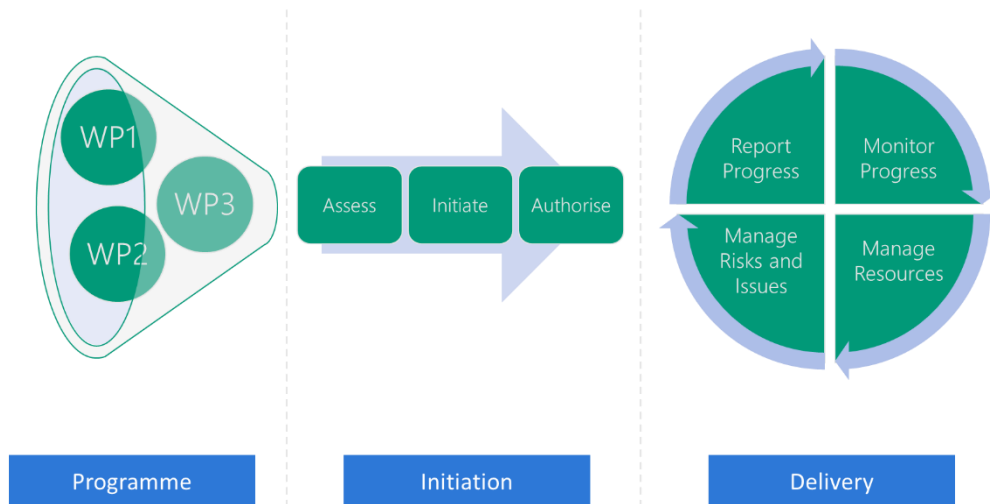 WP1
WP2
WP3
Assess
Initiate
Authorise
Report
Progress
Monitor
Progress
Manage
Risks and
Issues
Manage
Resources
Programme
Initiation
Delivery